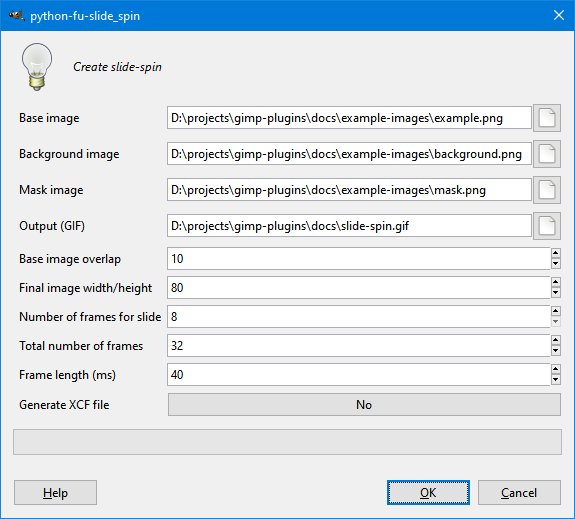 python-fu-slide_spin
Create slide-spin
Base image D:\projects\gimp-plugins\docs\example-images\example.png
Background image D:\projects\gimp-plugins\docs\example-images\background.png
Mask image D:\projects\gimp-plugins\docs\example-images\mask.png
Output (GIF) D:\projects\gimp-plugins\docs\slide-spin.gif
Base image overlap 10
Final image width/height 80
Number of frames for slide 8
Total number of frames 32
Frame length (ms) 40
Generate XCF file No
Help OK Cancel